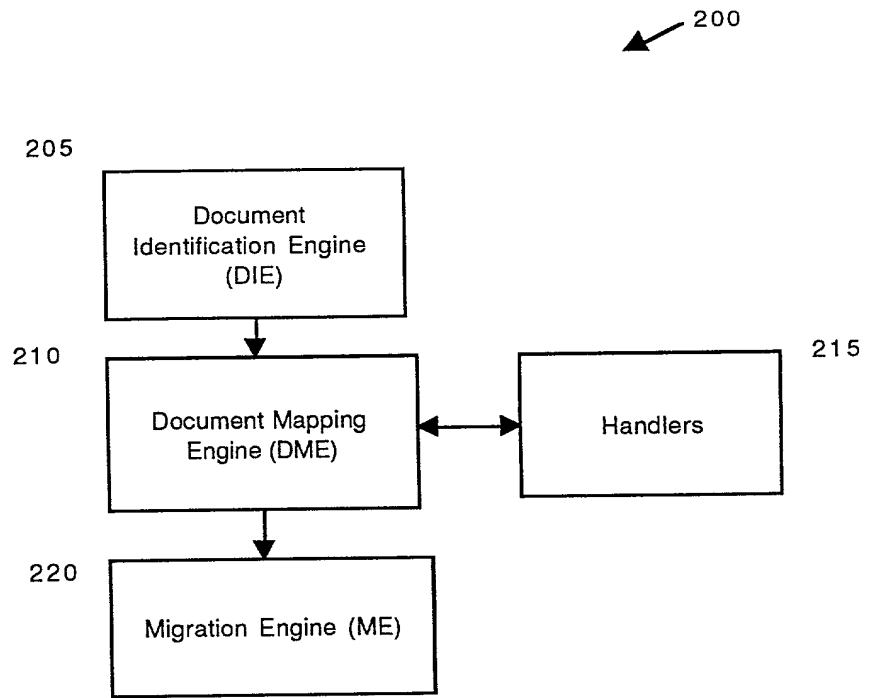 200
205
Document
Identification Engine
(DIE)
210
Document Mapping
Engine (DME)
215
Handlers
220
Migration Engine (ME)